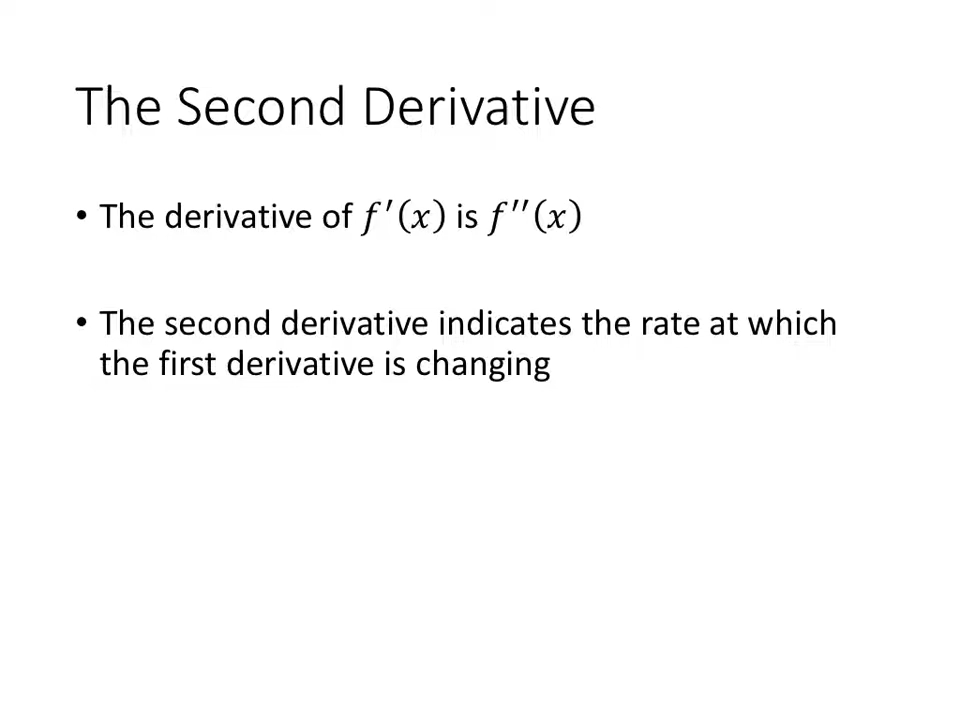 The Second Derivative
• The derivative of f′(x) is f′′(x)
• The second derivative indicates the rate at which
the first derivative is changing